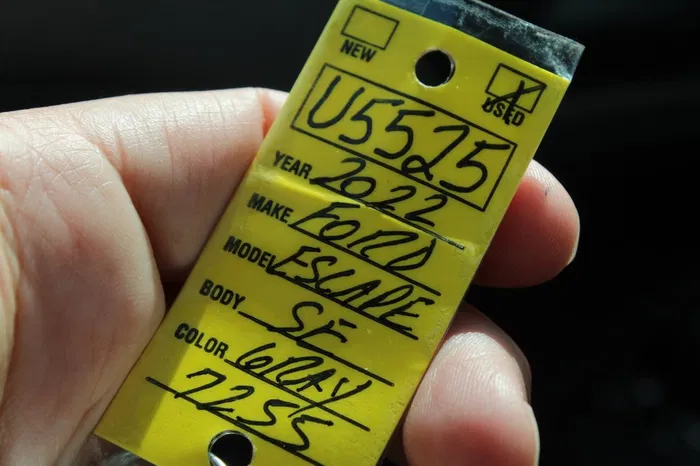 NEW
USED
U5525
YEAR 2022
MAKE FORD
MODEL ESCAPE
BODY SE
COLOR GRAY
7255